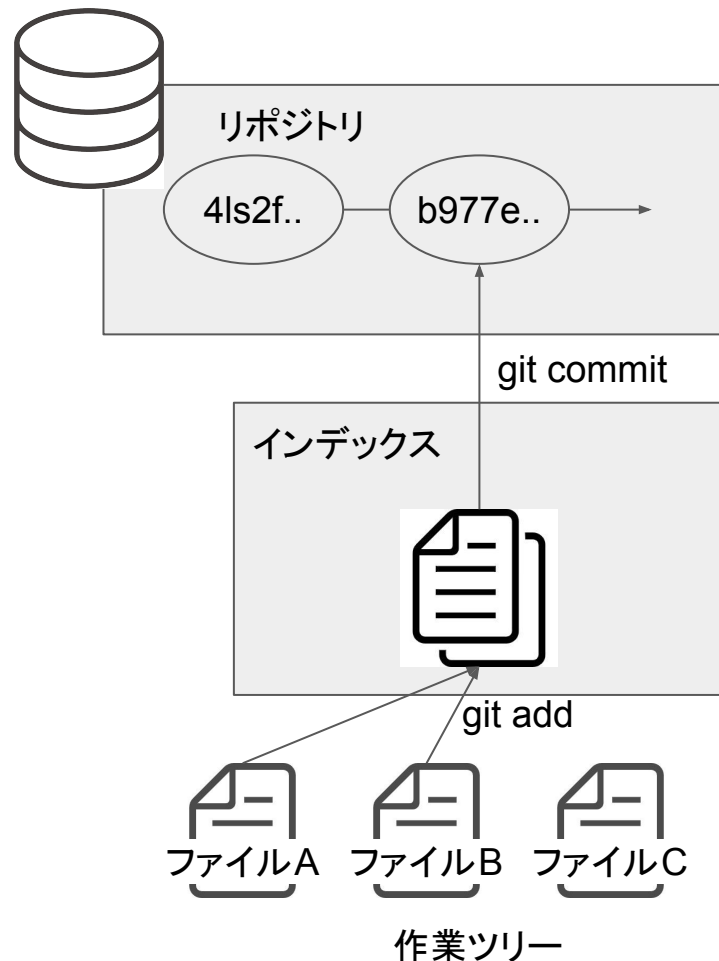 リポジトリ
4ls2f..
b977e..
git commit
インデックス
git add
ファイルA
ファイルB
ファイルC
作業ツリー